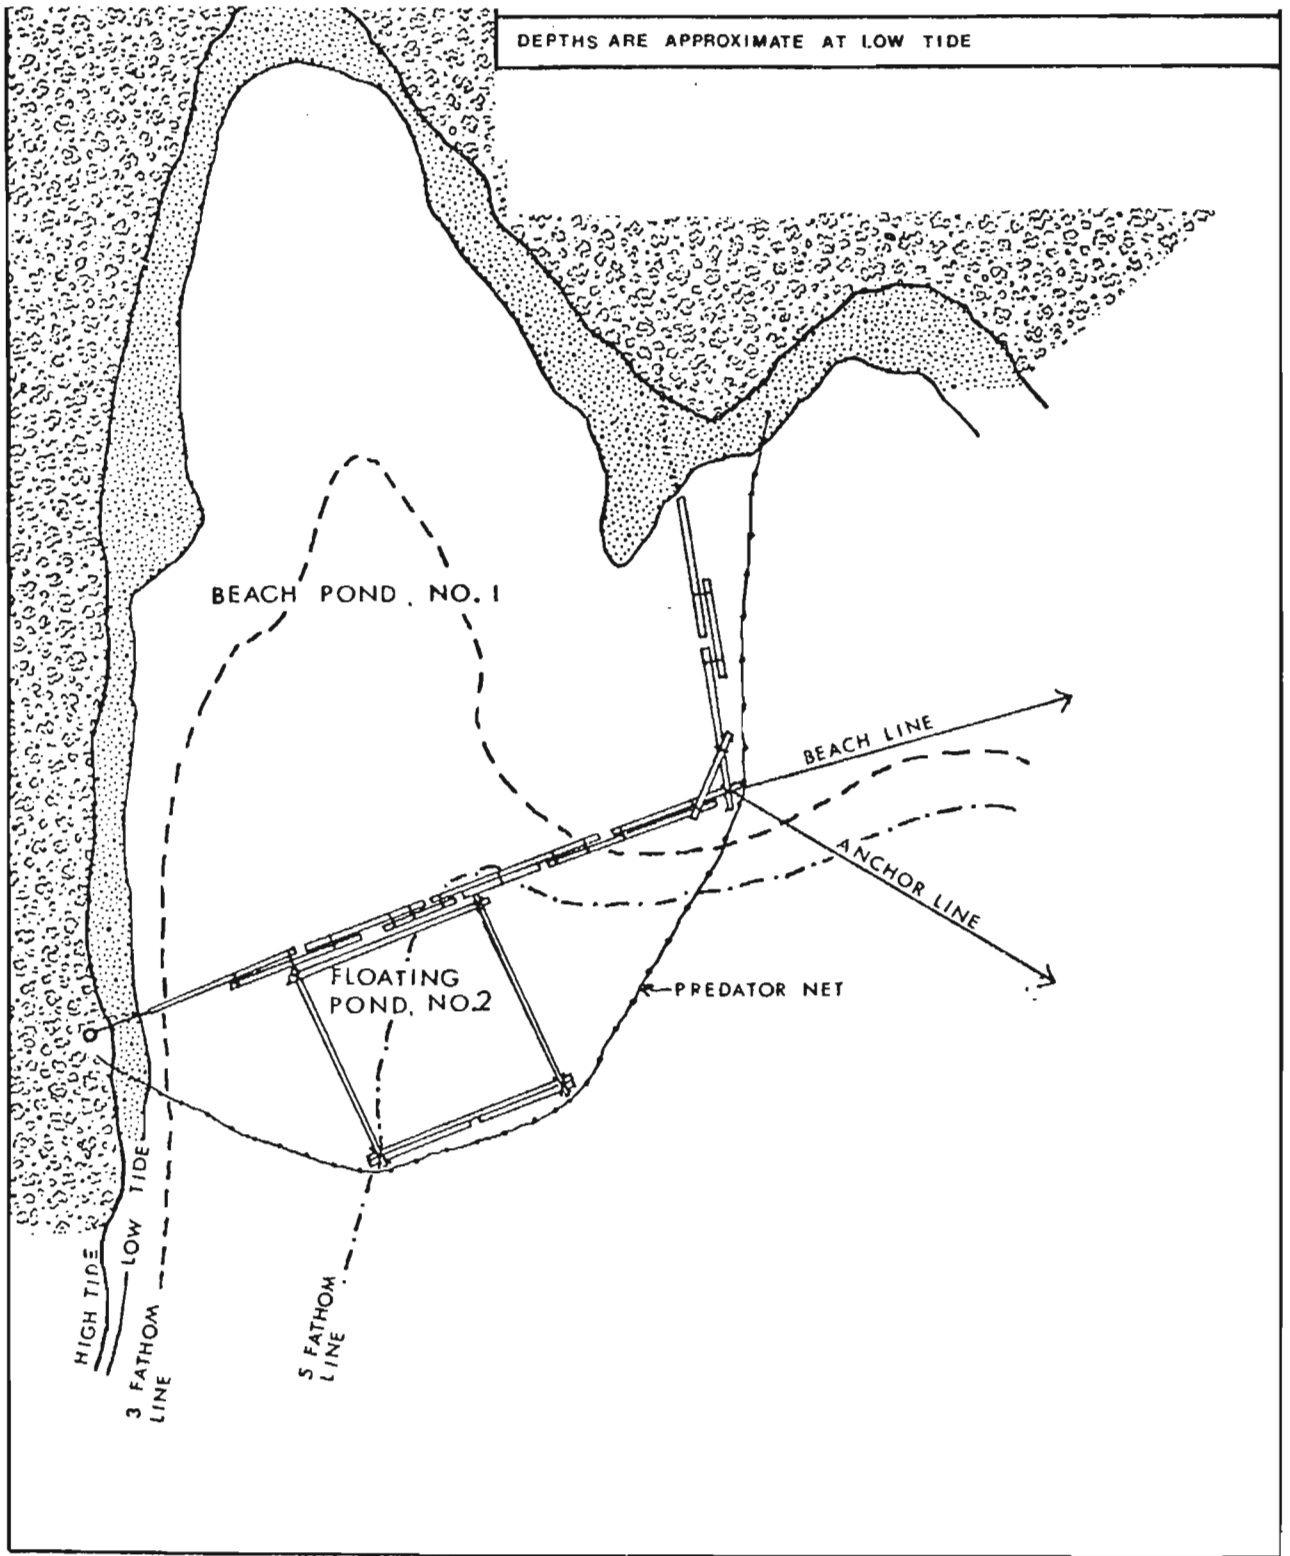 DEPTHS ARE APPROXIMATE AT LOW TIDE
BEACH POND. NO. 1
BEACH LINE
ANCHOR LINE
FLOATING
POND, NO.2
PREDATOR NET
HIGH TIDE
LOW TIDE
3 FATHOM
LINE
5 FATHOM
LINE